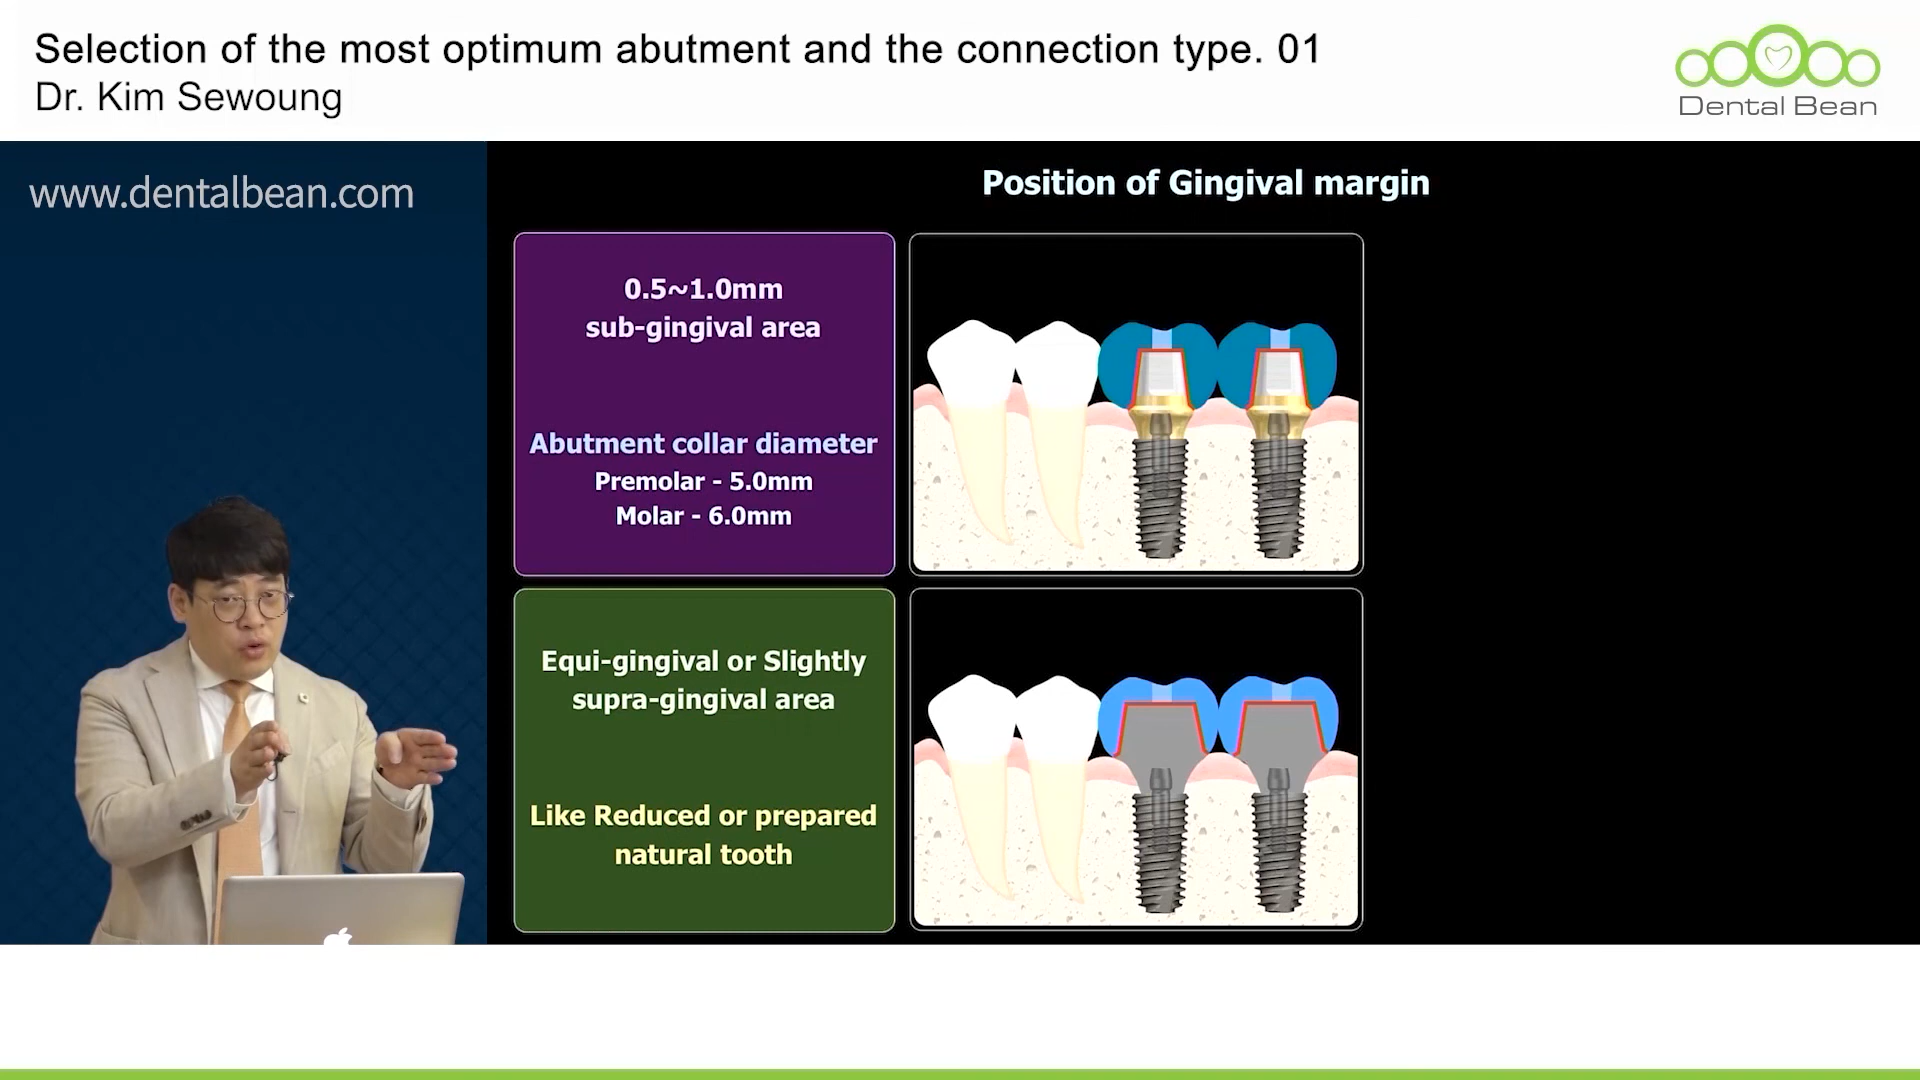 Selection of the most optimum abutment and the connection type. 01
Dr. Kim Sewoung
Dental Bean
www.dentalbean.com
Position of Gingival margin
0.5~1.0mm
sub-gingival area
Abutment collar diameter
Premolar - 5.0mm
Molar - 6.0mm
Equi-gingival or Slightly
supra-gingival area
Like Reduced or prepared
natural tooth